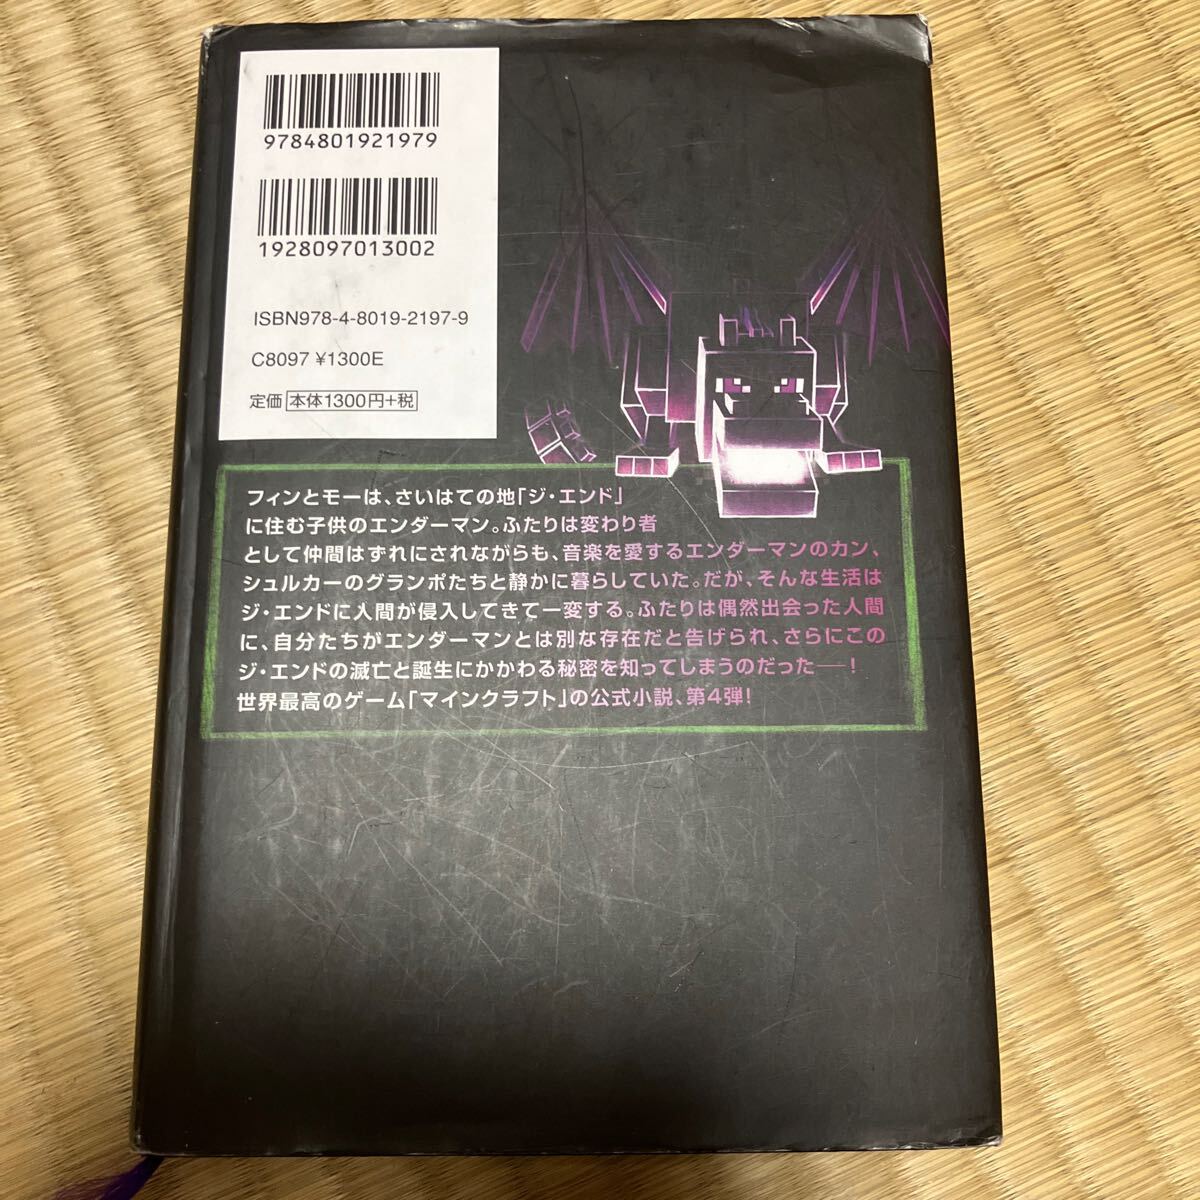 9784801921979
1928097013002
ISBN978-4-8019-2197-9
C8097 ¥1300E
定価 本体1300円+税
フィンとモーは、さいはての地「ジ・エンド」
に住む子供のエンダーマン。ふたりは変わり者
として仲間はずれにされながらも、音楽を愛するエンダーマンのカン、
シュルカーのグランポたちと静かに暮らしていた。だが、そんな生活は
ジ・エンドに人間が侵入してきて一変する。ふたりは偶然出会った人間
に、自分たちがエンダーマンとは別な存在だと告げられ、さらにこの
ジ・エンドの滅亡と誕生にかかわる秘密を知ってしまうのだった──!
世界最高のゲーム「マインクラフト」の公式小説、第4弾!